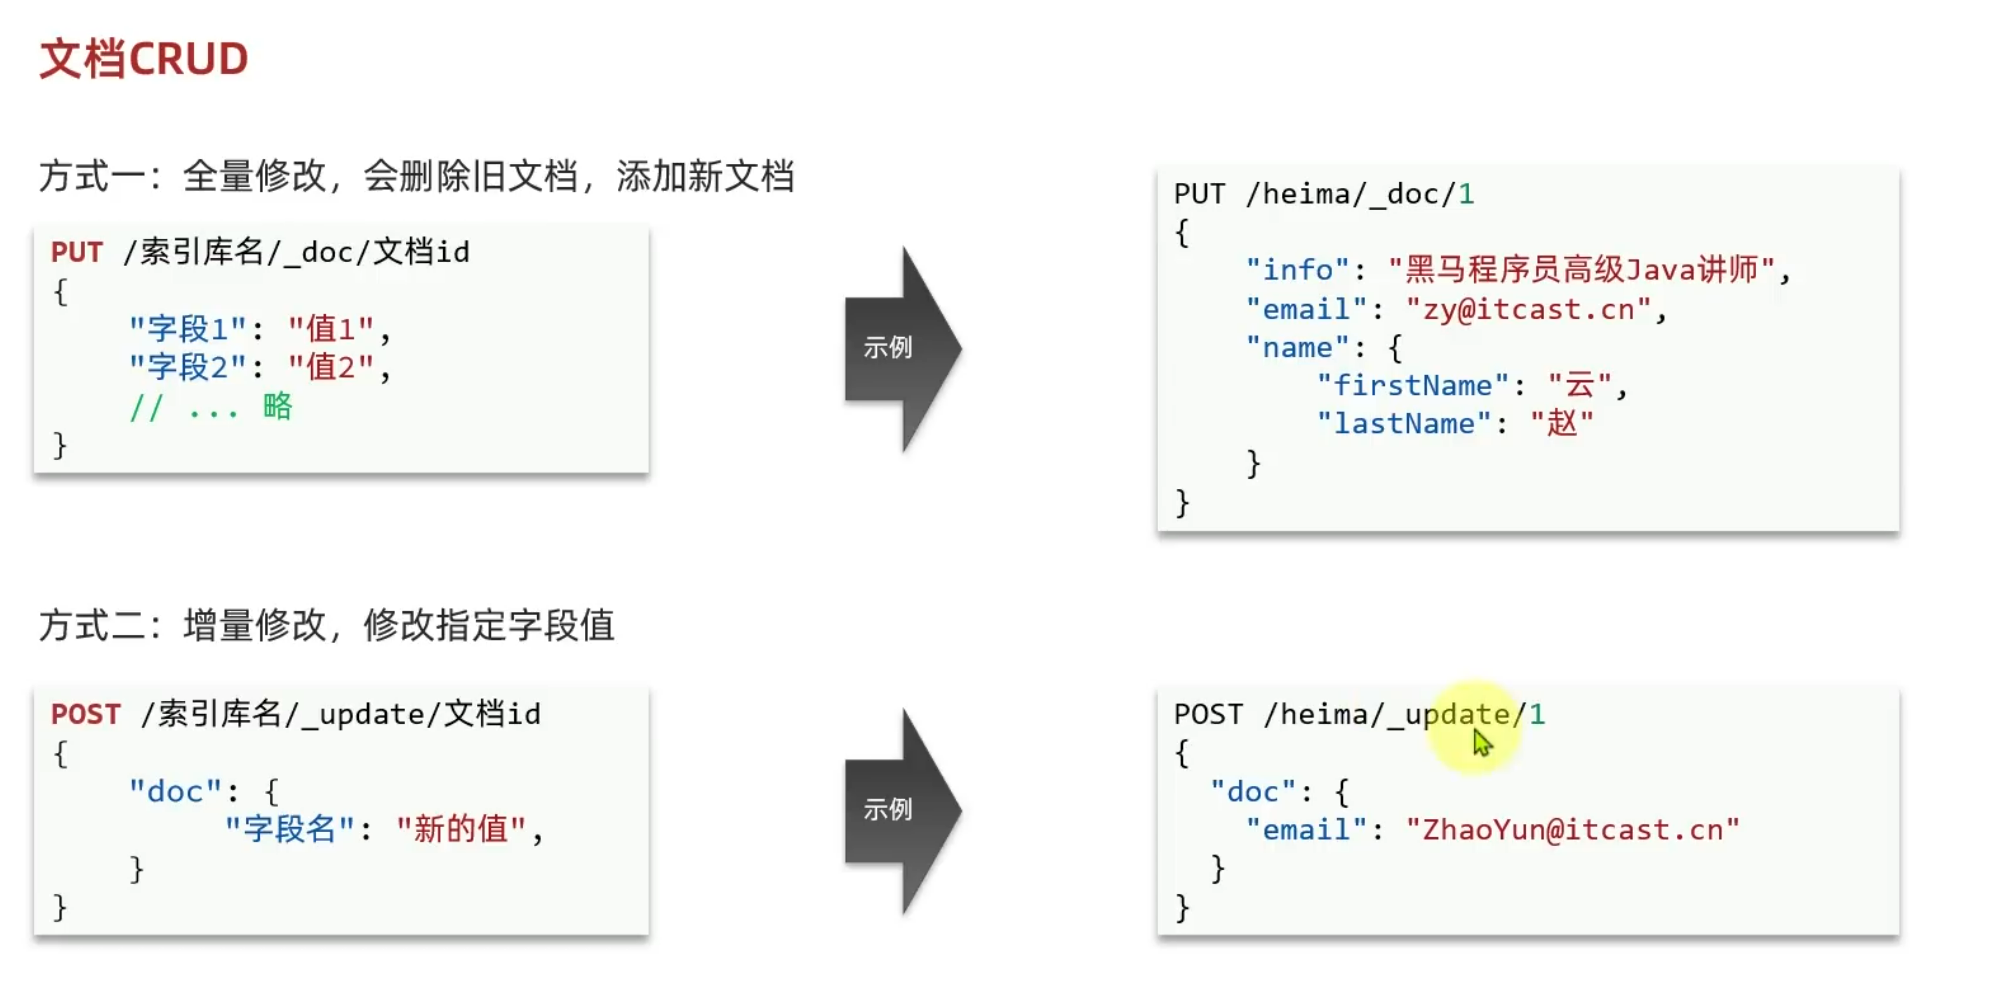 文档CRUD
方式一：全量修改，会删除旧文档，添加新文档
PUT /索引库名/_doc/文档id
{
    "字段1": "值1",
    "字段2": "值2",
    // ... 略
}
示例
PUT /heima/_doc/1
{
    "info": "黑马程序员高级Java讲师",
    "email": "zy@itcast.cn",
    "name": {
        "firstName": "云",
        "lastName": "赵"
    }
}
方式二：增量修改，修改指定字段值
POST /索引库名/_update/文档id
{
    "doc": {
         "字段名": "新的值",
    }
}
示例
POST /heima/_update/1
{
  "doc": {
    "email": "ZhaoYun@itcast.cn"
  }
}